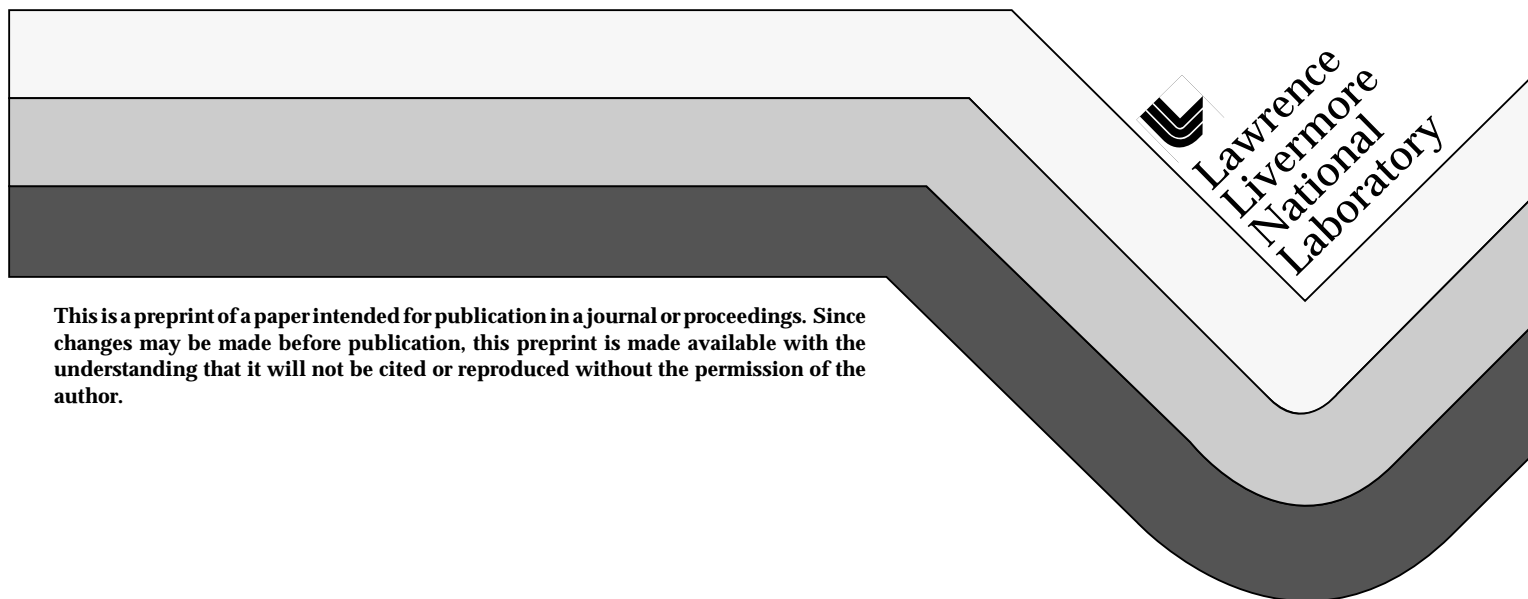 Lawrence
Livermore
National
Laboratory
This is a preprint of a paper intended for publication in a journal or proceedings. Since
changes may be made before publication, this preprint is made available with the
understanding that it will not be cited or reproduced without the permission of the
author.